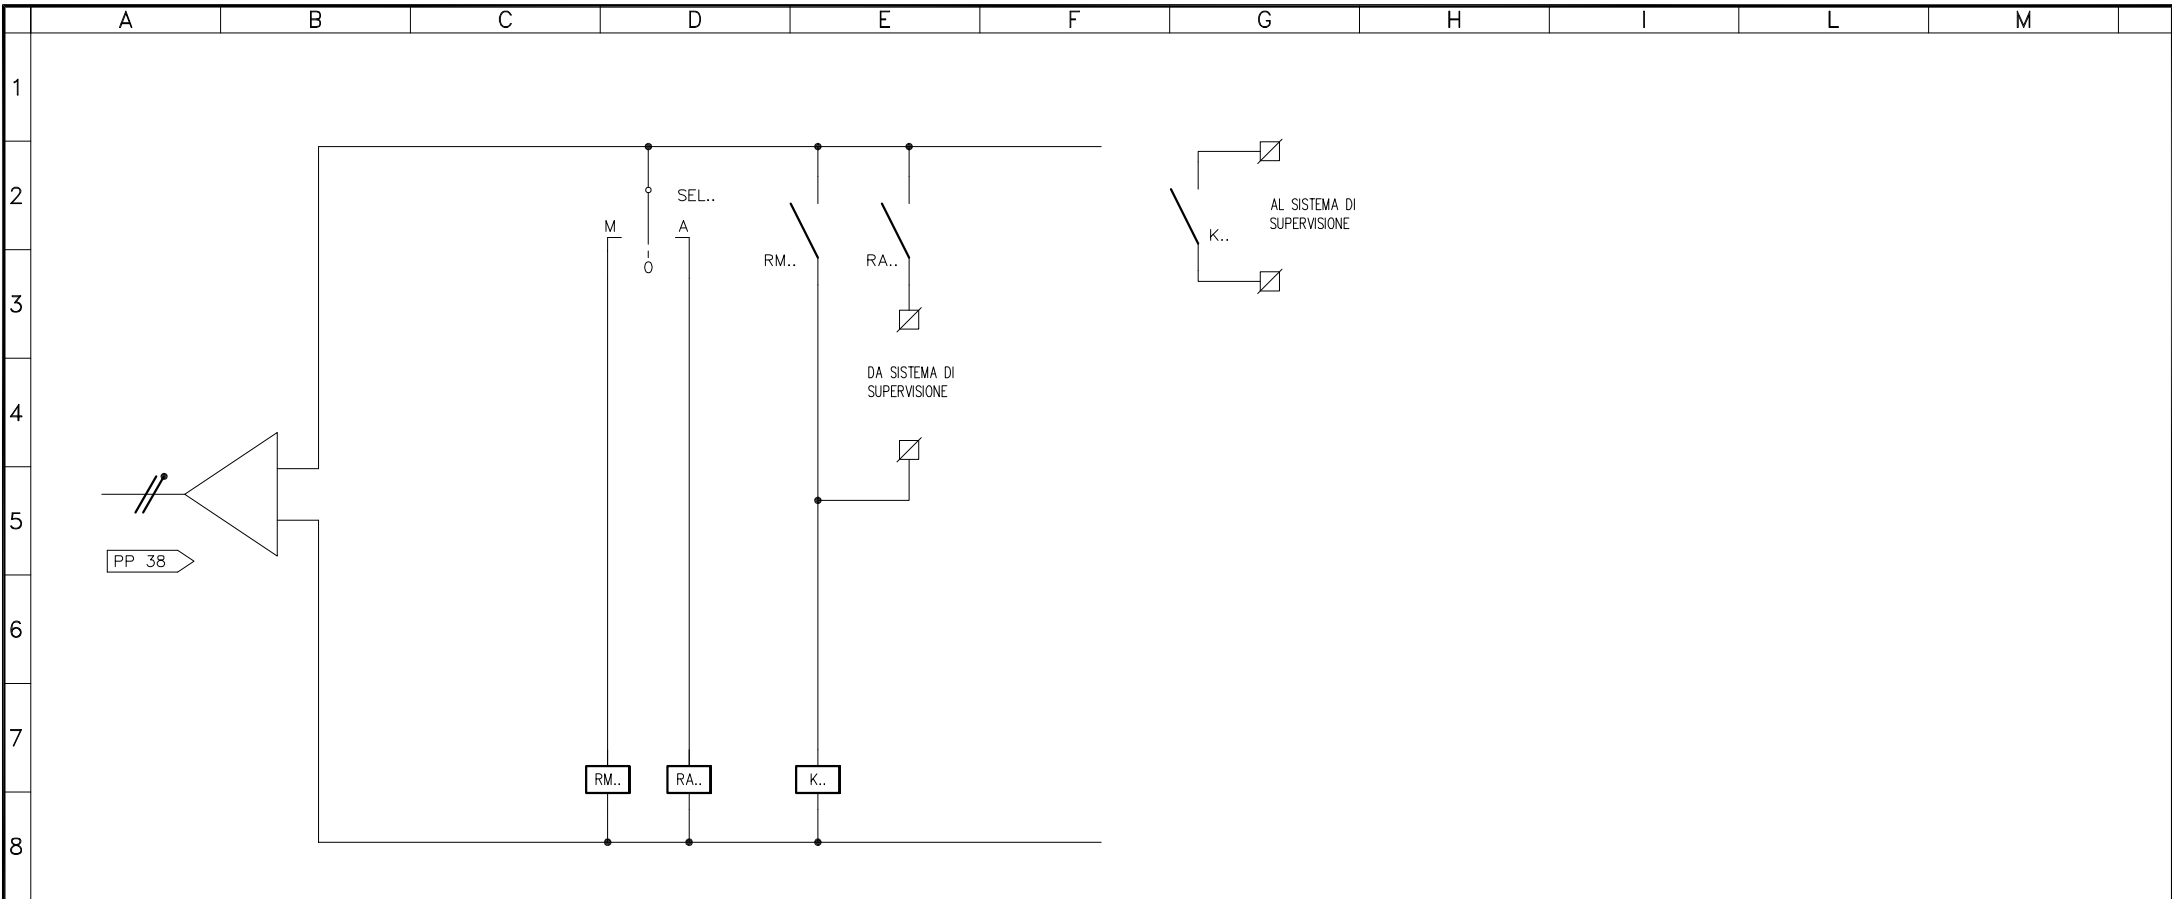 A B C D E F G H I L M
1
2
SEL..
AL SISTEMA DI
SUPERVISIONE
M A
K..
RM.. RA..
0
3
DA SISTEMA DI
SUPERVISIONE
4
5
PP 38
6
7
RM.. RA.. K..
8